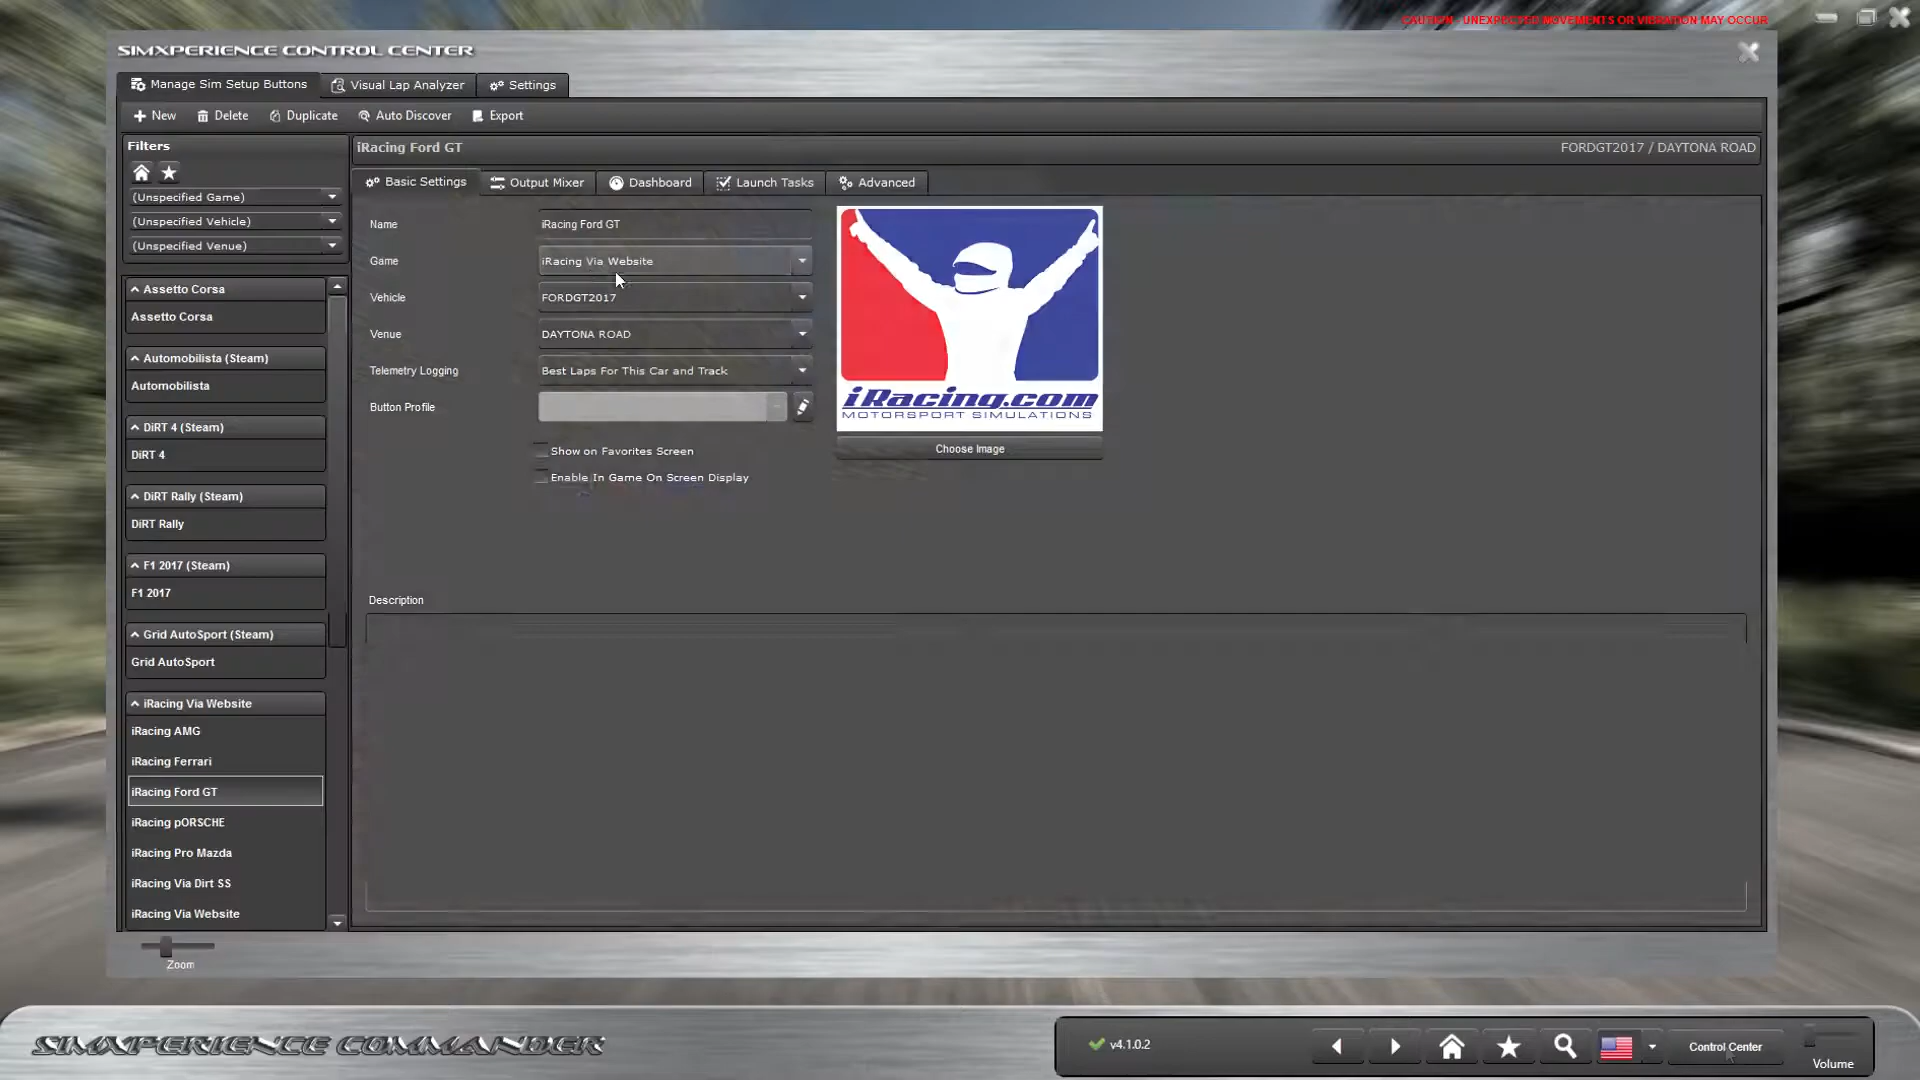 CAUTION - UNEXPECTED MOVEMENTS OR VIBRATION MAY OCCUR
SIMXPERIENCE CONTROL CENTER
Manage Sim Setup Buttons
Visual Lap Analyzer
Settings
New
Delete
Duplicate
Auto Discover
Export
Filters
(Unspecified Game)
(Unspecified Vehicle)
(Unspecified Venue)
Assetto Corsa
Assetto Corsa
Automobilista (Steam)
Automobilista
DiRT 4 (Steam)
DiRT 4
DiRT Rally (Steam)
DiRT Rally
F1 2017 (Steam)
F1 2017
Grid AutoSport (Steam)
Grid AutoSport
iRacing Via Website
iRacing AMG
iRacing Ferrari
iRacing Ford GT
iRacing pORSCHE
iRacing Pro Mazda
iRacing Via Dirt SS
iRacing Via Website
Zoom
iRacing Ford GT
FORDGT2017 / DAYTONA ROAD
Basic Settings
Output Mixer
Dashboard
Launch Tasks
Advanced
Name
iRacing Ford GT
Game
iRacing Via Website
Vehicle
FORDGT2017
Venue
DAYTONA ROAD
Telemetry Logging
Best Laps For This Car and Track
Button Profile
Show on Favorites Screen
Enable In Game On Screen Display
iRacing.com
MOTORSPORT SIMULATIONS
Choose Image
Description
SIMXPERIENCE COMMANDER
v4.1.0.2
Control Center
Volume